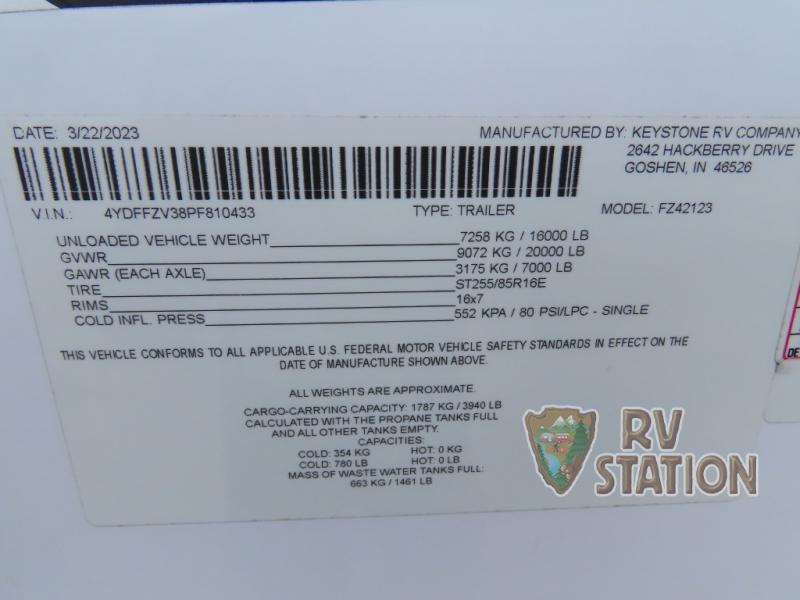 DATE: 3/22/2023
MANUFACTURED BY: KEYSTONE RV COMPANY
2642 HACKBERRY DRIVE
GOSHEN, IN 46526
V.I.N.: 4YDFFZV38PF810433 TYPE: TRAILER MODEL: FZ42123
UNLOADED VEHICLE WEIGHT 7258 KG / 16000 LB
GVWR 9072 KG / 20000 LB
GAWR (EACH AXLE) 3175 KG / 7000 LB
TIRE ST255/85R16E
RIMS 16x7
COLD INFL. PRESS 552 KPA / 80 PSI/LPC - SINGLE
THIS VEHICLE CONFORMS TO ALL APPLICABLE U.S. FEDERAL MOTOR VEHICLE SAFETY STANDARDS IN EFFECT ON THE
DATE OF MANUFACTURE SHOWN ABOVE.
ALL WEIGHTS ARE APPROXIMATE.
CARGO-CARRYING CAPACITY: 1787 KG / 3940 LB
CALCULATED WITH THE PROPANE TANKS FULL
AND ALL OTHER TANKS EMPTY.
CAPACITIES:
COLD: 354 KG HOT: 0 KG
COLD: 780 LB HOT: 0 LB
MASS OF WASTE WATER TANKS FULL:
663 KG / 1461 LB
RV
STATION